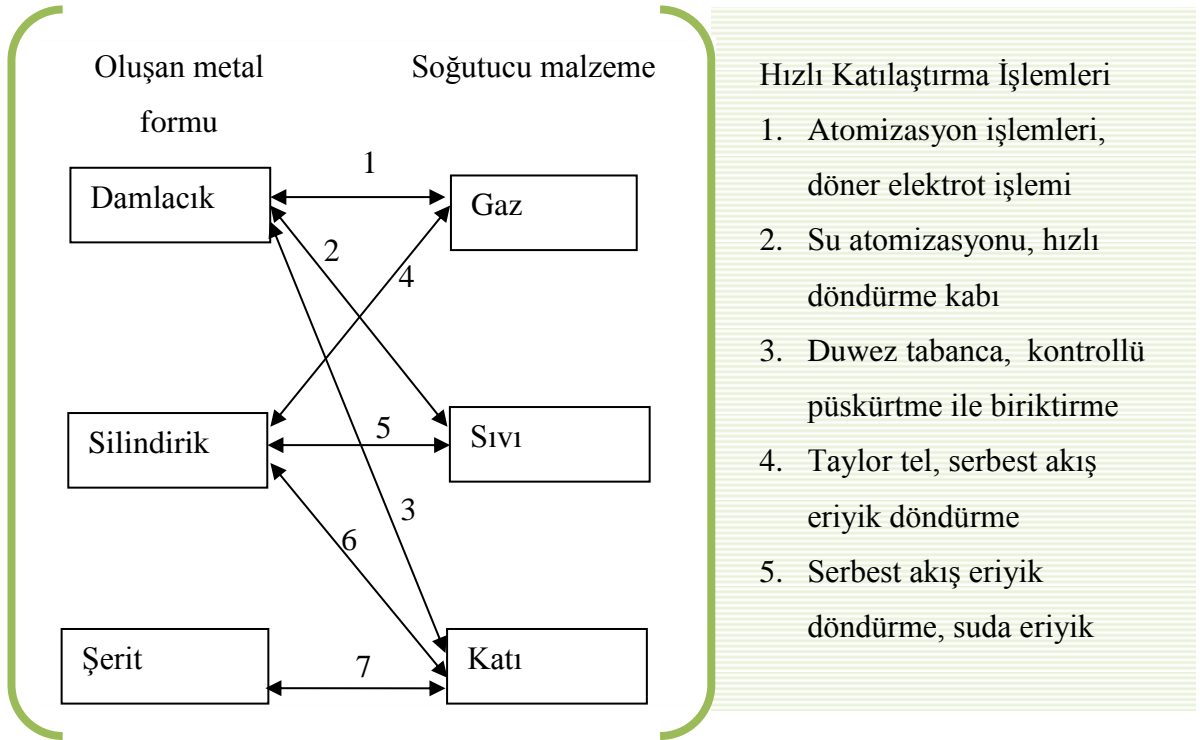 Oluşan metal
formu
Soğutucu malzeme
Damlacık
1
Gaz
2
4
Silindirik
5
Sıvı
3
6
Şerit
7
Katı
Hızlı Katılaştırma İşlemleri
1. Atomizasyon işlemleri,
döner elektrot işlemi
2. Su atomizasyonu, hızlı
döndürme kabı
3. Duwez tabanca, kontrollü
püskürtme ile biriktirme
4. Taylor tel, serbest akış
eriyik döndürme
5. Serbest akış eriyik
döndürme, suda eriyik